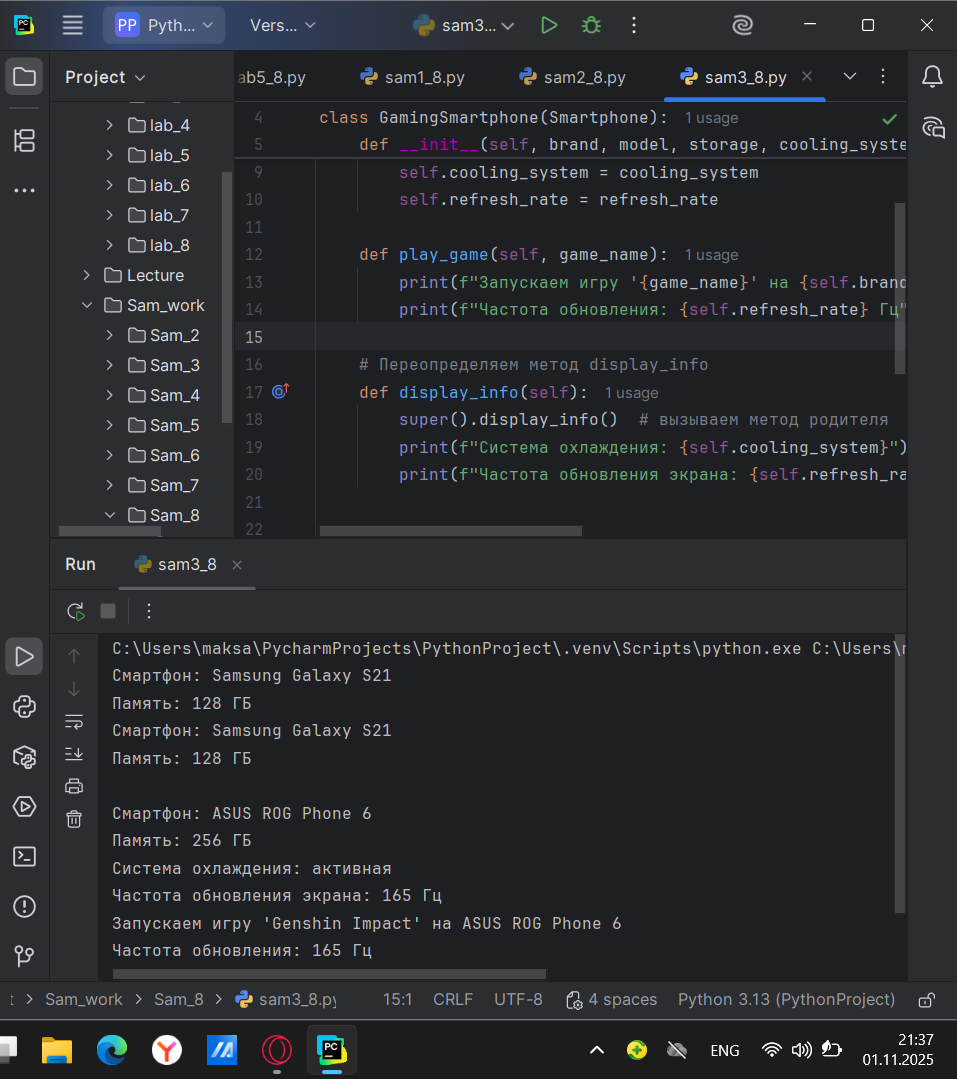 PC
PP Pyth...
Vers...
sam3...
Project
ab5_8.py
sam1_8.py
sam2_8.py
sam3_8.py
lab_4
lab_5
lab_6
lab_7
lab_8
Lecture
Sam_work
Sam_2
Sam_3
Sam_4
Sam_5
Sam_6
Sam_7
Sam_8
4 class GamingSmartphone(Smartphone): 1 usage
5 def __init__(self, brand, model, storage, cooling_syste
9 self.cooling_system = cooling_system
10 self.refresh_rate = refresh_rate
11
12 def play_game(self, game_name): 1 usage
13 print(f"Запускаем игру '{game_name}' на {self.brand
14 print(f"Частота обновления: {self.refresh_rate} Гц"
15
16 # Переопределяем метод display_info
17 def display_info(self): 1 usage
18 super().display_info() # вызываем метод родителя
19 print(f"Система охлаждения: {self.cooling_system}")
20 print(f"Частота обновления экрана: {self.refresh_ra
21
22
Run
sam3_8
C:\Users\maksa\PycharmProjects\PythonProject\.venv\Scripts\python.exe C:\Users\
Смартфон: Samsung Galaxy S21
Память: 128 ГБ
Смартфон: Samsung Galaxy S21
Память: 128 ГБ
Смартфон: ASUS ROG Phone 6
Память: 256 ГБ
Система охлаждения: активная
Частота обновления экрана: 165 Гц
Запускаем игру 'Genshin Impact' на ASUS ROG Phone 6
Частота обновления: 165 Гц
Sam_work
Sam_8
sam3_8.py
15:1
CRLF
UTF-8
4 spaces
Python 3.13 (PythonProject)
PC
ENG
21:37
01.11.2025